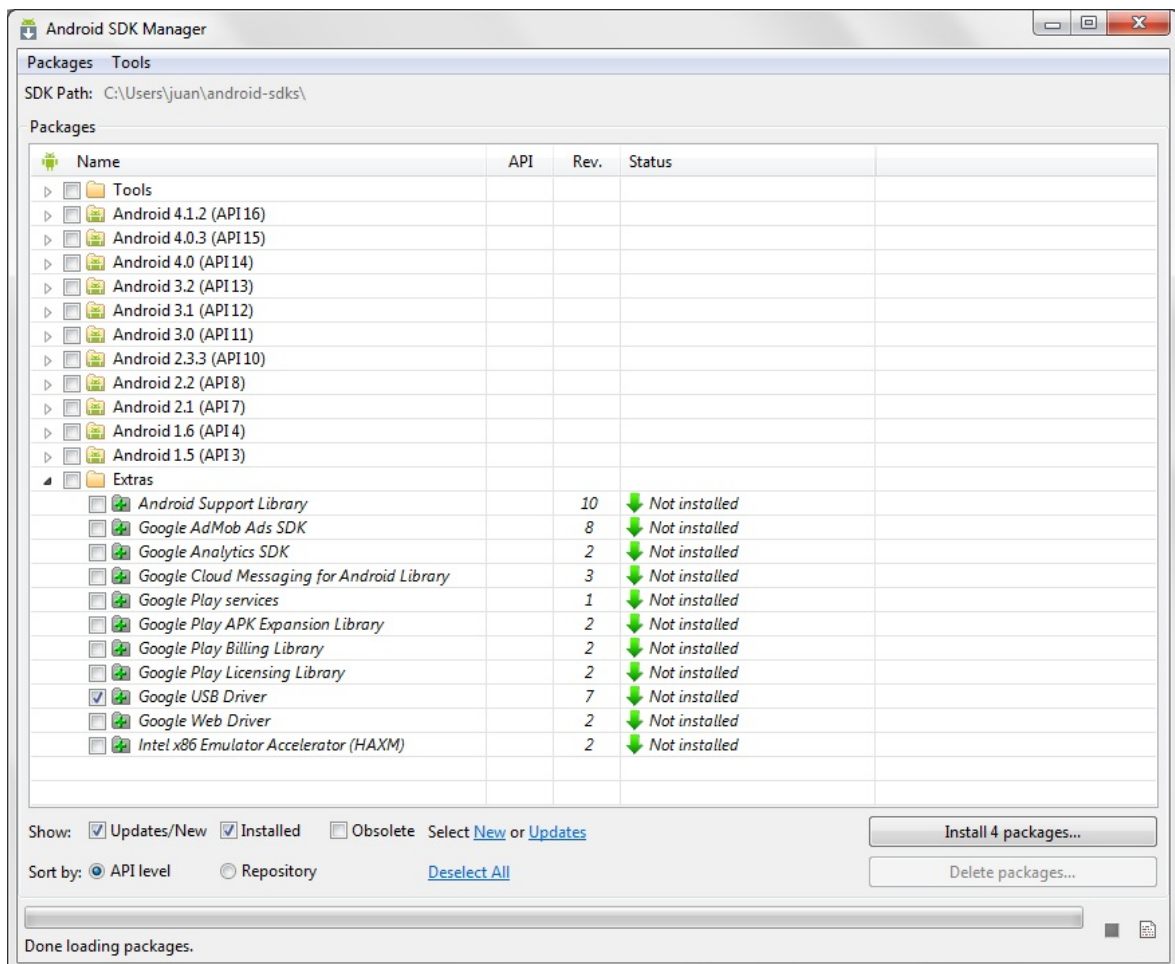 Android SDK Manager
Packages Tools
SDK Path: C:\Users\juan\android-sdks\
Packages
Name API Rev. Status
Tools
Android 4.1.2 (API 16)
Android 4.0.3 (API 15)
Android 4.0 (API 14)
Android 3.2 (API 13)
Android 3.1 (API 12)
Android 3.0 (API 11)
Android 2.3.3 (API 10)
Android 2.2 (API 8)
Android 2.1 (API 7)
Android 1.6 (API 4)
Android 1.5 (API 3)
Extras
Android Support Library 10 Not installed
Google AdMob Ads SDK 8 Not installed
Google Analytics SDK 2 Not installed
Google Cloud Messaging for Android Library 3 Not installed
Google Play services 1 Not installed
Google Play APK Expansion Library 2 Not installed
Google Play Billing Library 2 Not installed
Google Play Licensing Library 2 Not installed
Google USB Driver 7 Not installed
Google Web Driver 2 Not installed
Intel x86 Emulator Accelerator (HAXM) 2 Not installed
Show: Updates/New Installed Obsolete Select New or Updates Install 4 packages...
Sort by: API level Repository Deselect All Delete packages...
Done loading packages.